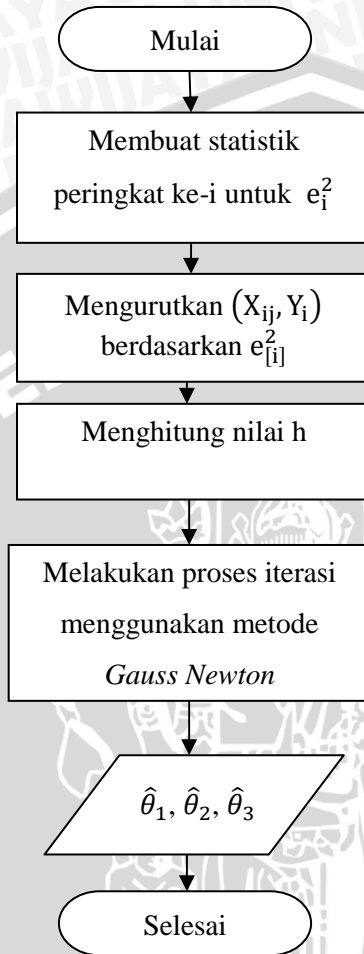 Mulai
Membuat statistik
peringkat ke-i untuk e_i^2
Mengurutkan (X_ij, Y_i)
berdasarkan e_[i]^2
Menghitung nilai h
Melakukan proses iterasi
menggunakan metode
Gauss Newton
θ̂_1, θ̂_2, θ̂_3
Selesai